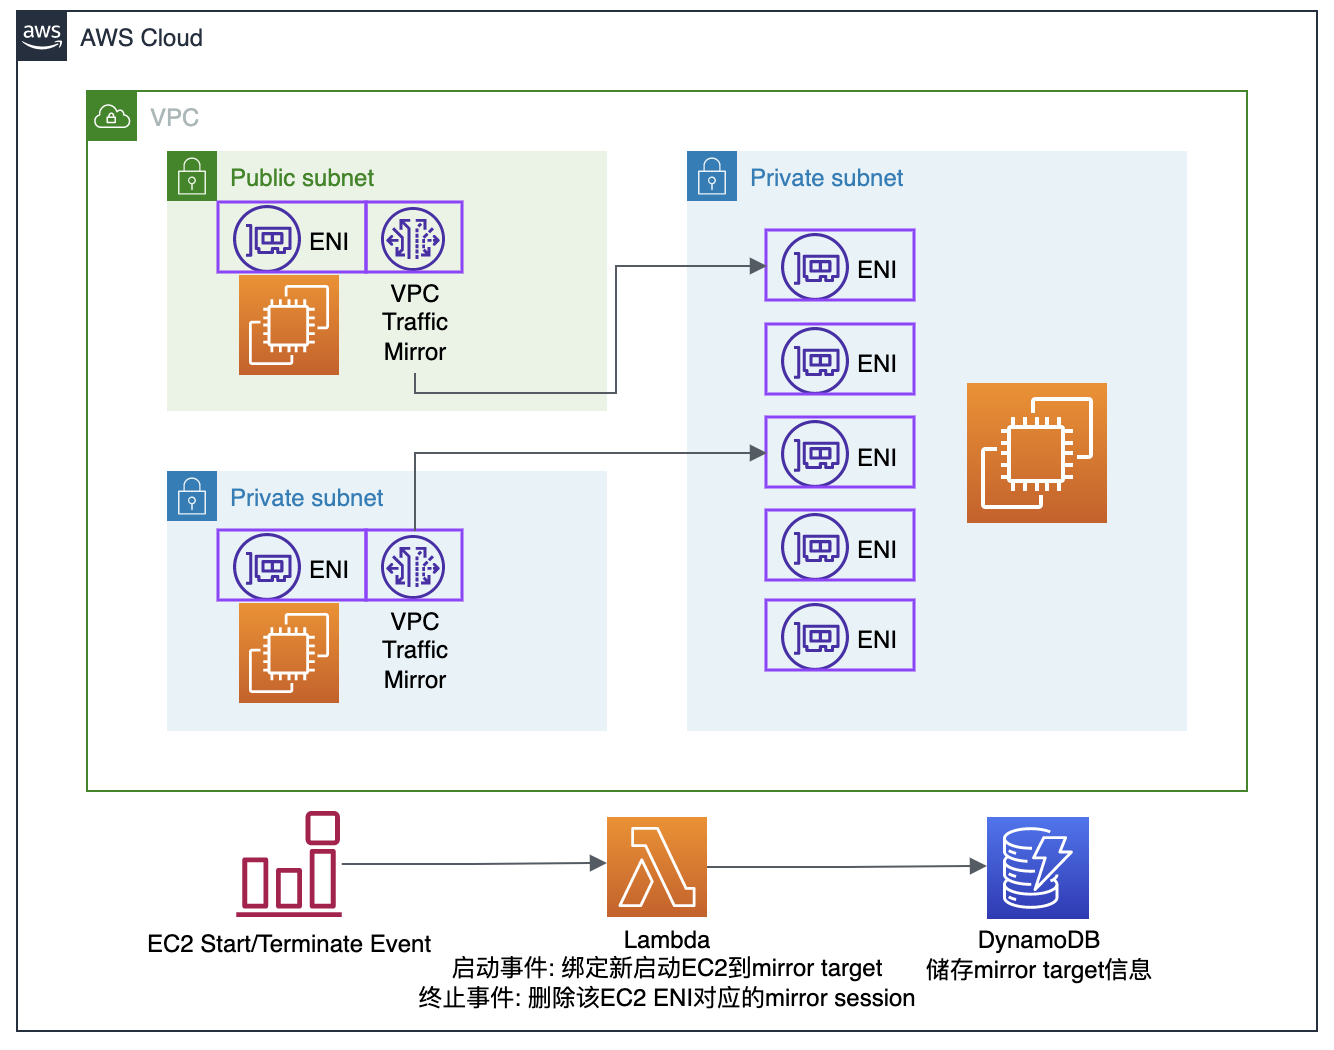 aws
AWS Cloud
VPC
Public subnet
ENI
VPC
Traffic
Mirror
Private subnet
ENI
VPC
Traffic
Mirror
Private subnet
ENI
ENI
ENI
ENI
ENI
EC2 Start/Terminate Event
Lambda
启动事件: 绑定新启动EC2到mirror target
终止事件: 删除该EC2 ENI对应的mirror session
DynamoDB
储存mirror target信息